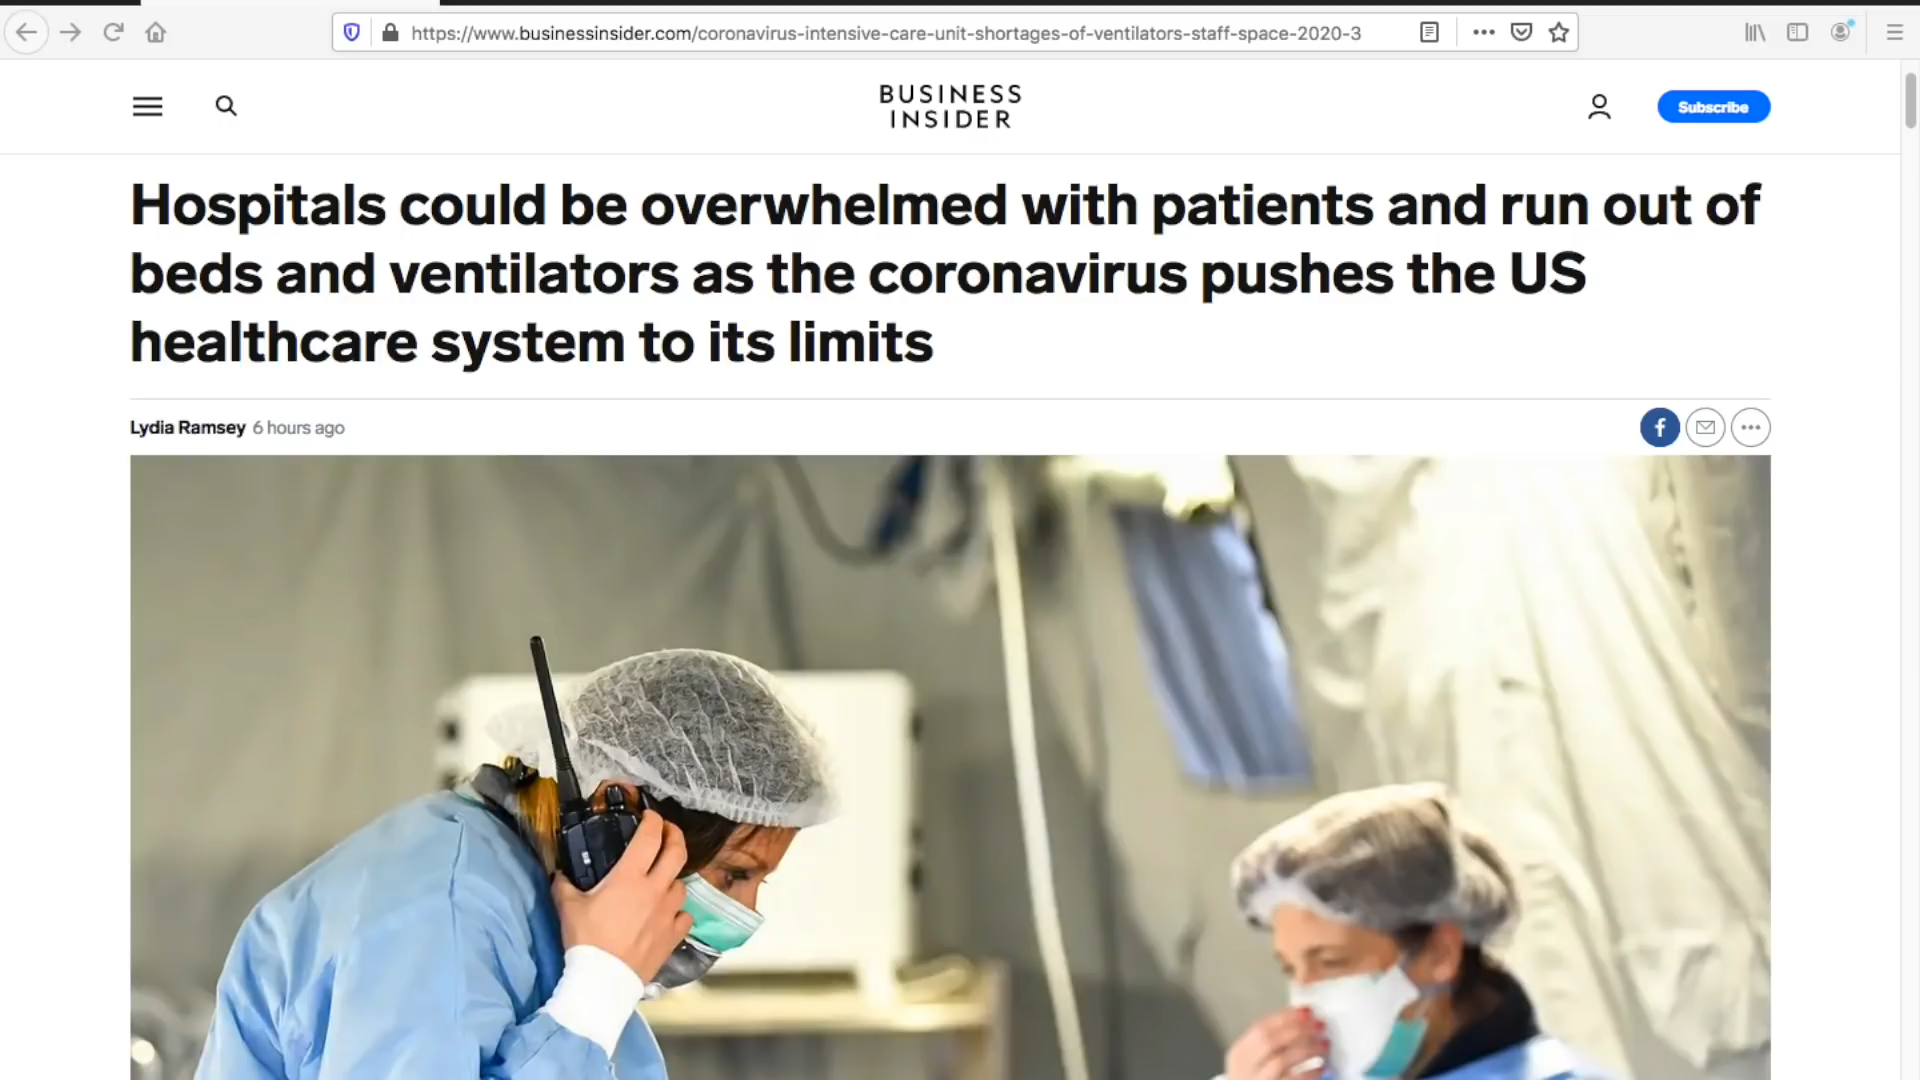 https://www.businessinsider.com/coronavirus-intensive-care-unit-shortages-of-ventilators-staff-space-2020-3
BUSINESS
INSIDER
Subscribe
Hospitals could be overwhelmed with patients and run out of
beds and ventilators as the coronavirus pushes the US
healthcare system to its limits
Lydia Ramsey 6 hours ago